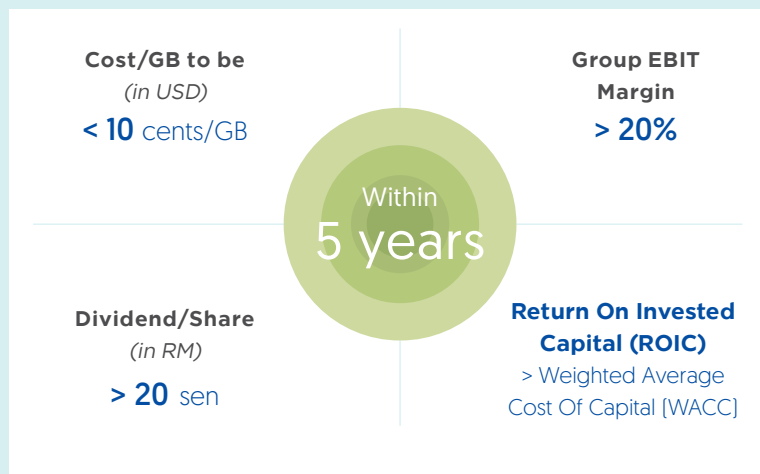 Cost/GB to be
(in USD)
< 10 cents/GB
Group EBIT
Margin
> 20%
Within
5 years
Dividend/Share
(in RM)
> 20 sen
Return On Invested
Capital (ROIC)
> Weighted Average
Cost Of Capital (WACC)